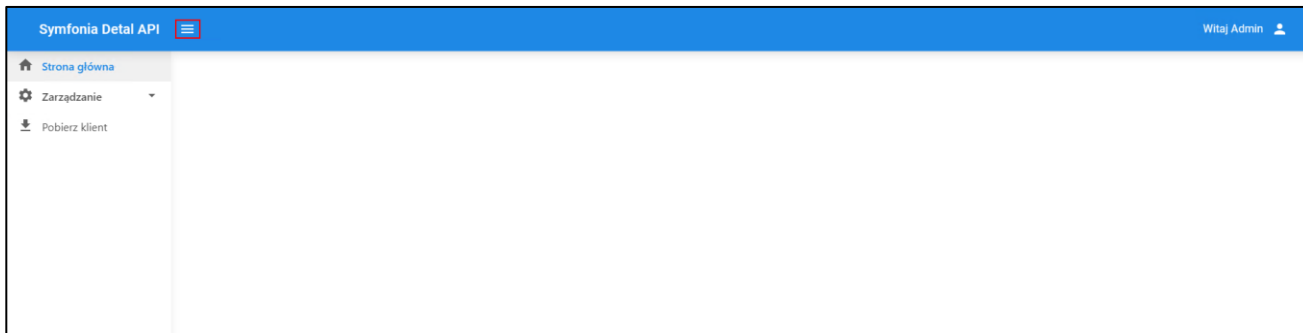 Symfonia Detal API
Witaj Admin
Strona główna
Zarządzanie
Pobierz klient